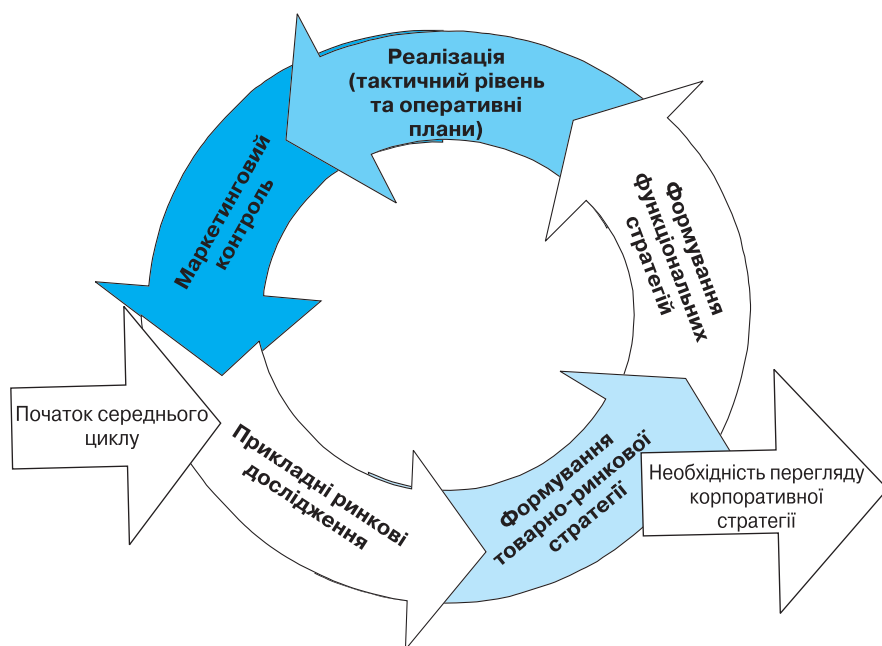 Реалізація
(тактичний рівень
та оперативні
плани)
Маркетинговий
контроль
Формування
функціональних
стратегій
Початок середнього
циклу
Прикладні ринкові
дослідження
Формування
товарно-ринкової
стратегії
Необхідність перегляду
корпоративної
стратегії